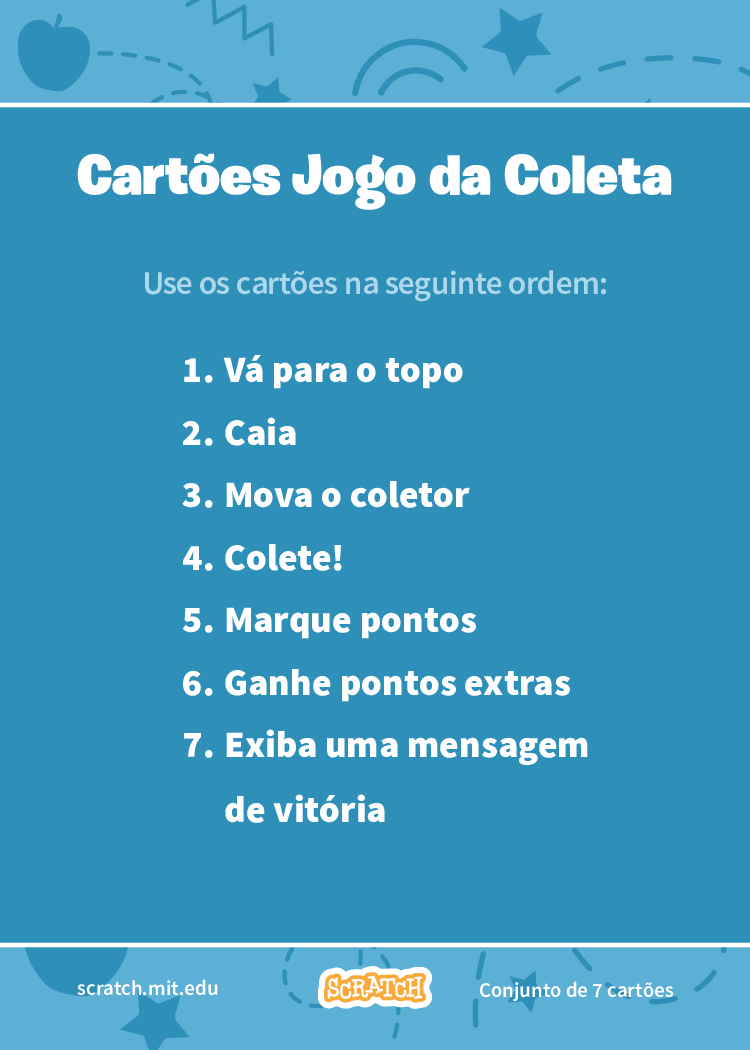 Cartões Jogo da Coleta
Use os cartões na seguinte ordem:
1. Vá para o topo
2. Caia
3. Mova o coletor
4. Colete!
5. Marque pontos
6. Ganhe pontos extras
7. Exiba uma mensagem
de vitória
scratch.mit.edu
SCRATCH
Conjunto de 7 cartões